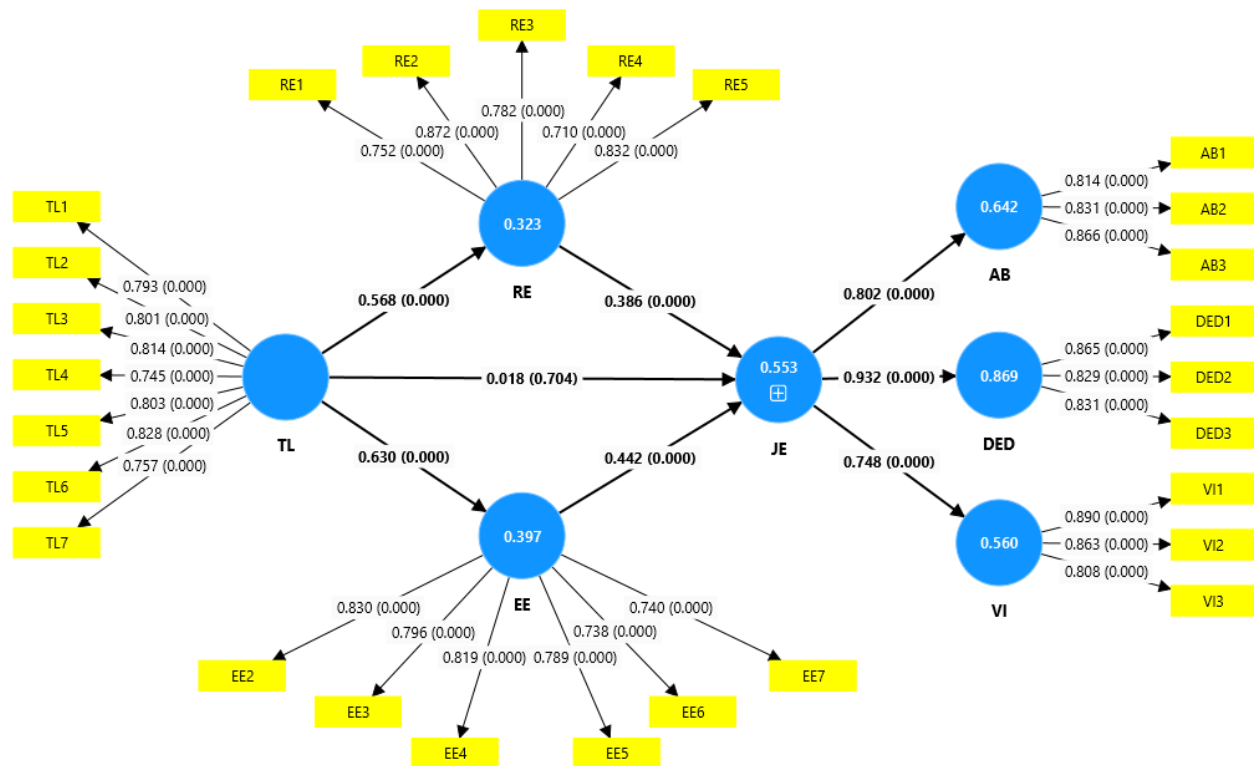 RE3
RE2
RE4
RE1
RE5
0.782 (0.000)
0.872 (0.000)
0.710 (0.000)
0.752 (0.000)
0.832 (0.000)
0.323
RE
TL1
TL2
TL3
TL4
TL5
TL6
TL7
0.793 (0.000)
0.801 (0.000)
0.814 (0.000)
0.745 (0.000)
0.803 (0.000)
0.828 (0.000)
0.757 (0.000)
TL
0.568 (0.000)
0.386 (0.000)
0.018 (0.704)
0.630 (0.000)
0.442 (0.000)
0.553
JE
0.802 (0.000)
0.932 (0.000)
0.748 (0.000)
0.642
AB
0.814 (0.000)
0.831 (0.000)
0.866 (0.000)
AB1
AB2
AB3
0.869
DED
0.865 (0.000)
0.829 (0.000)
0.831 (0.000)
DED1
DED2
DED3
0.560
VI
0.890 (0.000)
0.863 (0.000)
0.808 (0.000)
VI1
VI2
VI3
0.397
EE
0.830 (0.000)
0.796 (0.000)
0.819 (0.000)
0.789 (0.000)
0.738 (0.000)
0.740 (0.000)
EE2
EE3
EE4
EE5
EE6
EE7